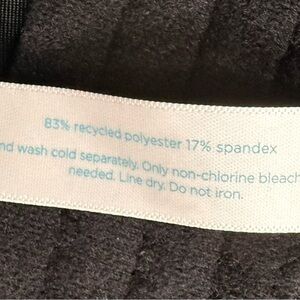 83% recycled polyester 17% spandex
nd wash cold separately. Only non-chlorine bleach
needed. Line dry. Do not iron.